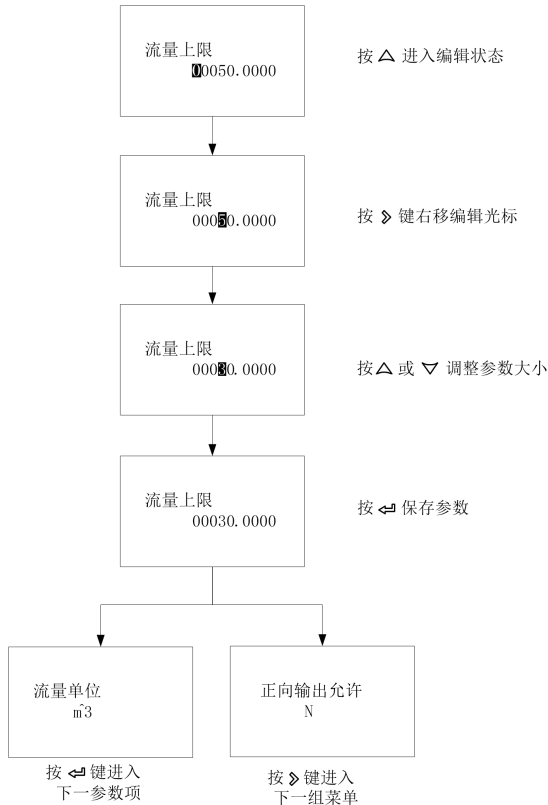 流量上限
00050.0000
按 △ 进入编辑状态
流量上限
00050.0000
按 》 键右移编辑光标
流量上限
00030.0000
按△ 或 ▽ 调整参数大小
流量上限
00030.0000
按 ↵ 保存参数
流量单位
m^3
正向输出允许
N
按 ↵ 键进入
下一参数项
按 》 键进入
下一组菜单